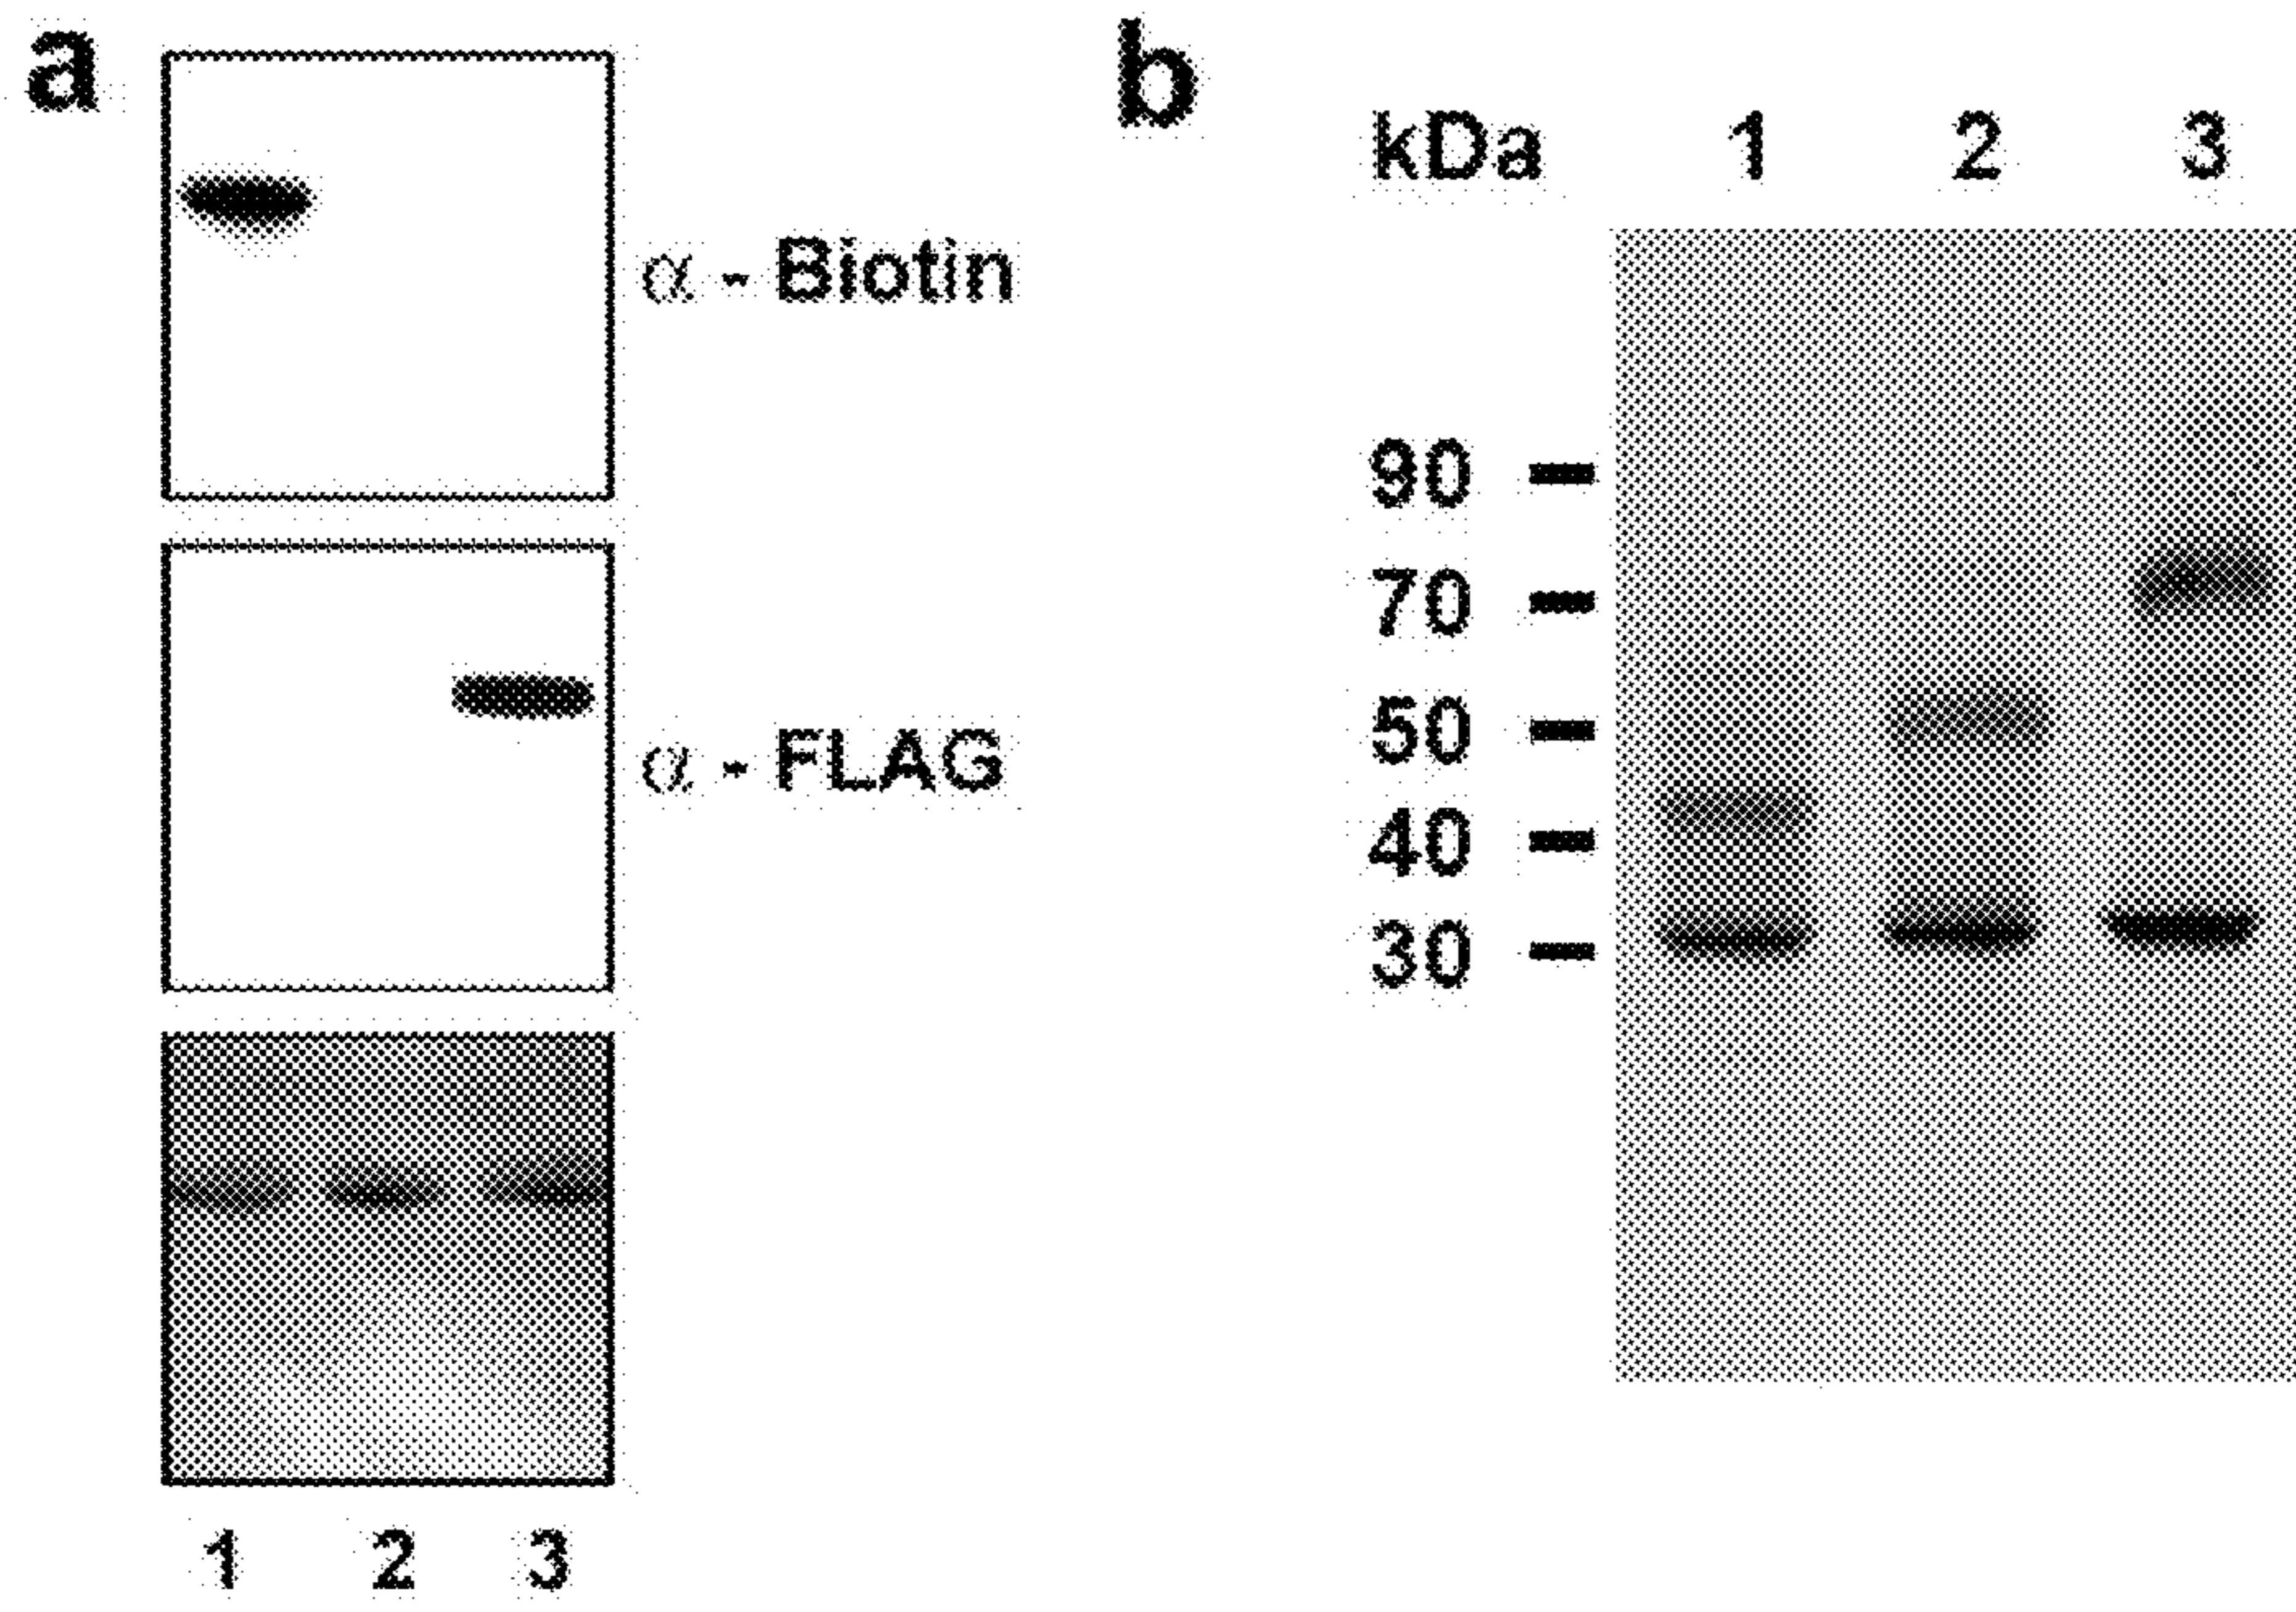 a
α - Biotin
α - FLAG
1 2 3
b
kDa 1 2 3
90
70
50
40
30